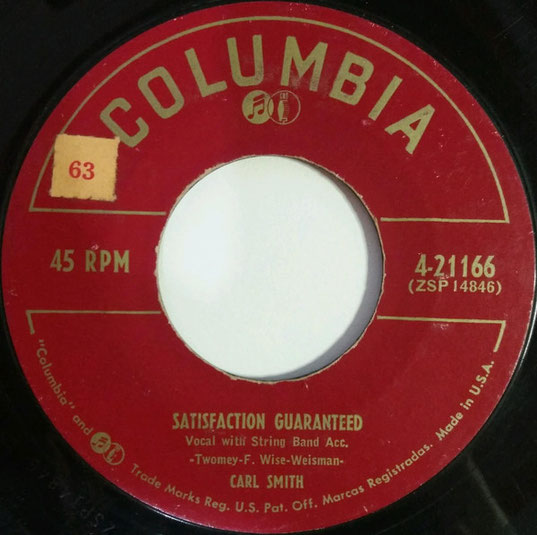 COLUMBIA
63
45 RPM
4-21166
(ZSP 14846)
SATISFACTION GUARANTEED
Vocal with String Band Acc.
-Twomey-F. Wise-Weisman-
CARL SMITH
"Columbia" and Trade Marks Reg. U.S. Pat. Off. Marcas Registradas. Made in U.S.A.